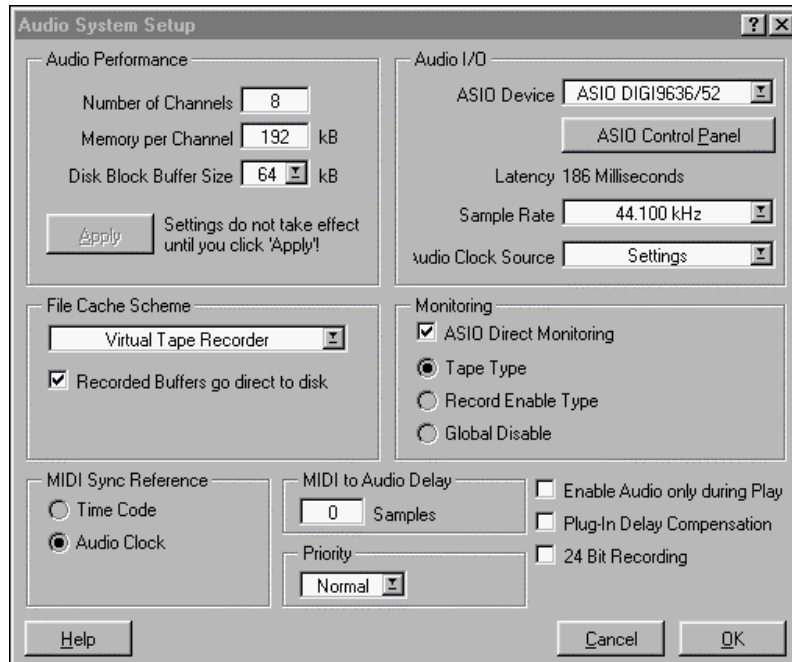 Audio System Setup
Audio Performance
Number of Channels 8
Memory per Channel 192 kB
Disk Block Buffer Size 64 kB
Apply
Settings do not take effect
until you click 'Apply'!
Audio I/O
ASIO Device ASIO DIGI9636/52
ASIO Control Panel
Latency 186 Milliseconds
Sample Rate 44.100 kHz
Audio Clock Source Settings
File Cache Scheme
Virtual Tape Recorder
Recorded Buffers go direct to disk
Monitoring
ASIO Direct Monitoring
Tape Type
Record Enable Type
Global Disable
MIDI Sync Reference
Time Code
Audio Clock
MIDI to Audio Delay
0 Samples
Priority
Normal
Enable Audio only during Play
Plug-In Delay Compensation
24 Bit Recording
Help
Cancel
OK